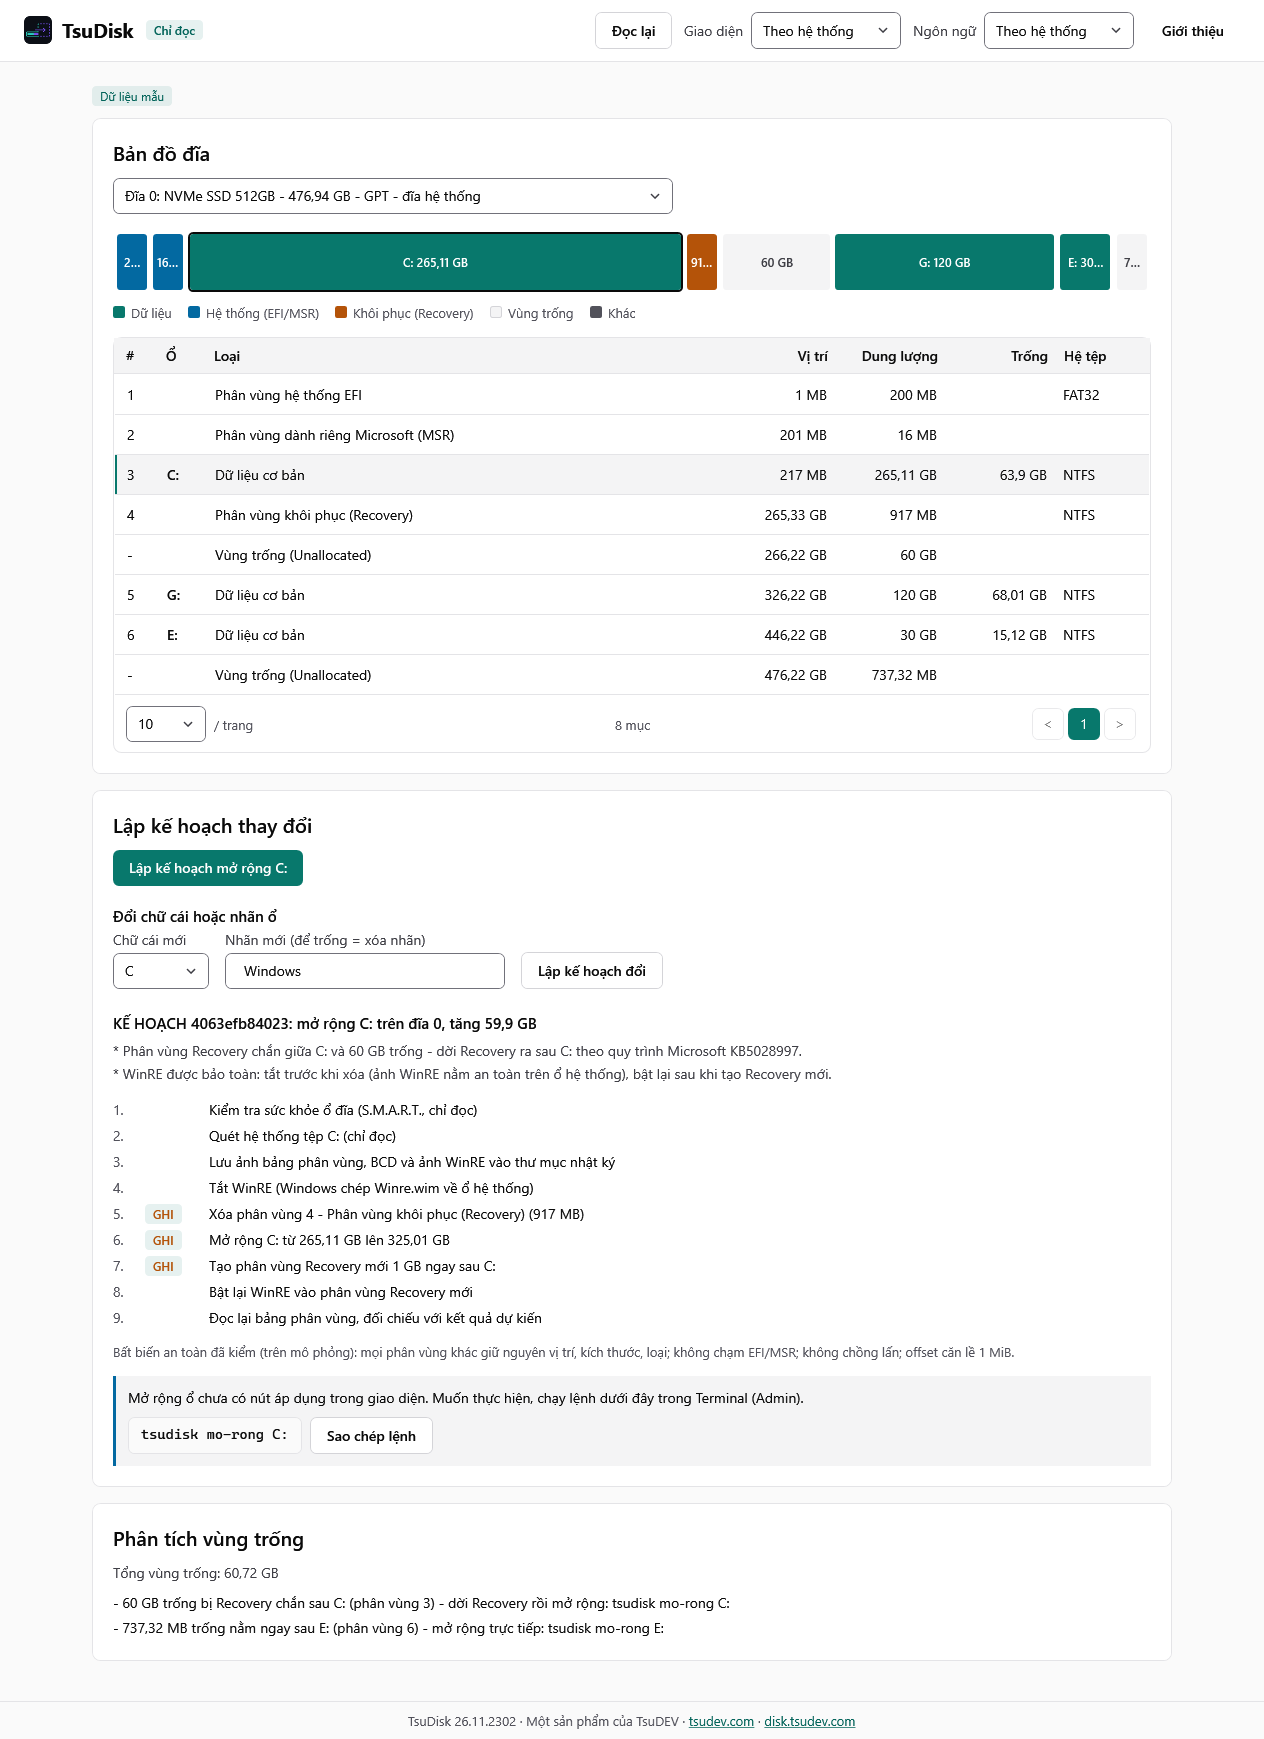 TsuDisk Chỉ đọc Đọc lại Giao diện Theo hệ thống Ngôn ngữ Theo hệ thống Giới thiệu
Dữ liệu mẫu
Bản đồ đĩa
Đĩa 0: NVMe SSD 512GB - 476,94 GB - GPT - đĩa hệ thống
2... 16... C: 265,11 GB 91... 60 GB G: 120 GB E: 30... 7...
Dữ liệu Hệ thống (EFI/MSR) Khôi phục (Recovery) Vùng trống Khác
# Ổ Loại Vị trí Dung lượng Trống Hệ tệp
1 Phân vùng hệ thống EFI 1 MB 200 MB FAT32
2 Phân vùng dành riêng Microsoft (MSR) 201 MB 16 MB
3 C: Dữ liệu cơ bản 217 MB 265,11 GB 63,9 GB NTFS
4 Phân vùng khôi phục (Recovery) 265,33 GB 917 MB NTFS
- Vùng trống (Unallocated) 266,22 GB 60 GB
5 G: Dữ liệu cơ bản 326,22 GB 120 GB 68,01 GB NTFS
6 E: Dữ liệu cơ bản 446,22 GB 30 GB 15,12 GB NTFS
- Vùng trống (Unallocated) 476,22 GB 737,32 MB
10 / trang 8 mục < 1 >
Lập kế hoạch thay đổi
Lập kế hoạch mở rộng C:
Đổi chữ cái hoặc nhãn ổ
Chữ cái mới Nhãn mới (để trống = xóa nhãn)
C Windows Lập kế hoạch đổi
KẾ HOẠCH 4063efb84023: mở rộng C: trên đĩa 0, tăng 59,9 GB
* Phân vùng Recovery chắn giữa C: và 60 GB trống - dời Recovery ra sau C: theo quy trình Microsoft KB5028997.
* WinRE được bảo toàn: tắt trước khi xóa (ảnh WinRE nằm an toàn trên ổ hệ thống), bật lại sau khi tạo Recovery mới.
1. Kiểm tra sức khỏe ổ đĩa (S.M.A.R.T., chỉ đọc)
2. Quét hệ thống tệp C: (chỉ đọc)
3. Lưu ảnh bảng phân vùng, BCD và ảnh WinRE vào thư mục nhật ký
4. Tắt WinRE (Windows chép Winre.wim về ổ hệ thống)
5. GHI Xóa phân vùng 4 - Phân vùng khôi phục (Recovery) (917 MB)
6. GHI Mở rộng C: từ 265,11 GB lên 325,01 GB
7. GHI Tạo phân vùng Recovery mới 1 GB ngay sau C:
8. Bật lại WinRE vào phân vùng Recovery mới
9. Đọc lại bảng phân vùng, đối chiếu với kết quả dự kiến
Bất biến an toàn đã kiểm (trên mô phỏng): mọi phân vùng khác giữ nguyên vị trí, kích thước, loại; không chạm EFI/MSR; không chồng lấn; offset căn lề 1 MiB.
Mở rộng ổ chưa có nút áp dụng trong giao diện. Muốn thực hiện, chạy lệnh dưới đây trong Terminal (Admin).
tsudisk mo-rong C: Sao chép lệnh
Phân tích vùng trống
Tổng vùng trống: 60,72 GB
- 60 GB trống bị Recovery chắn sau C: (phân vùng 3) - dời Recovery rồi mở rộng: tsudisk mo-rong C:
- 737,32 MB trống nằm ngay sau E: (phân vùng 6) - mở rộng trực tiếp: tsudisk mo-rong E:
TsuDisk 26.11.2302 · Một sản phẩm của TsuDEV · tsudev.com · disk.tsudev.com